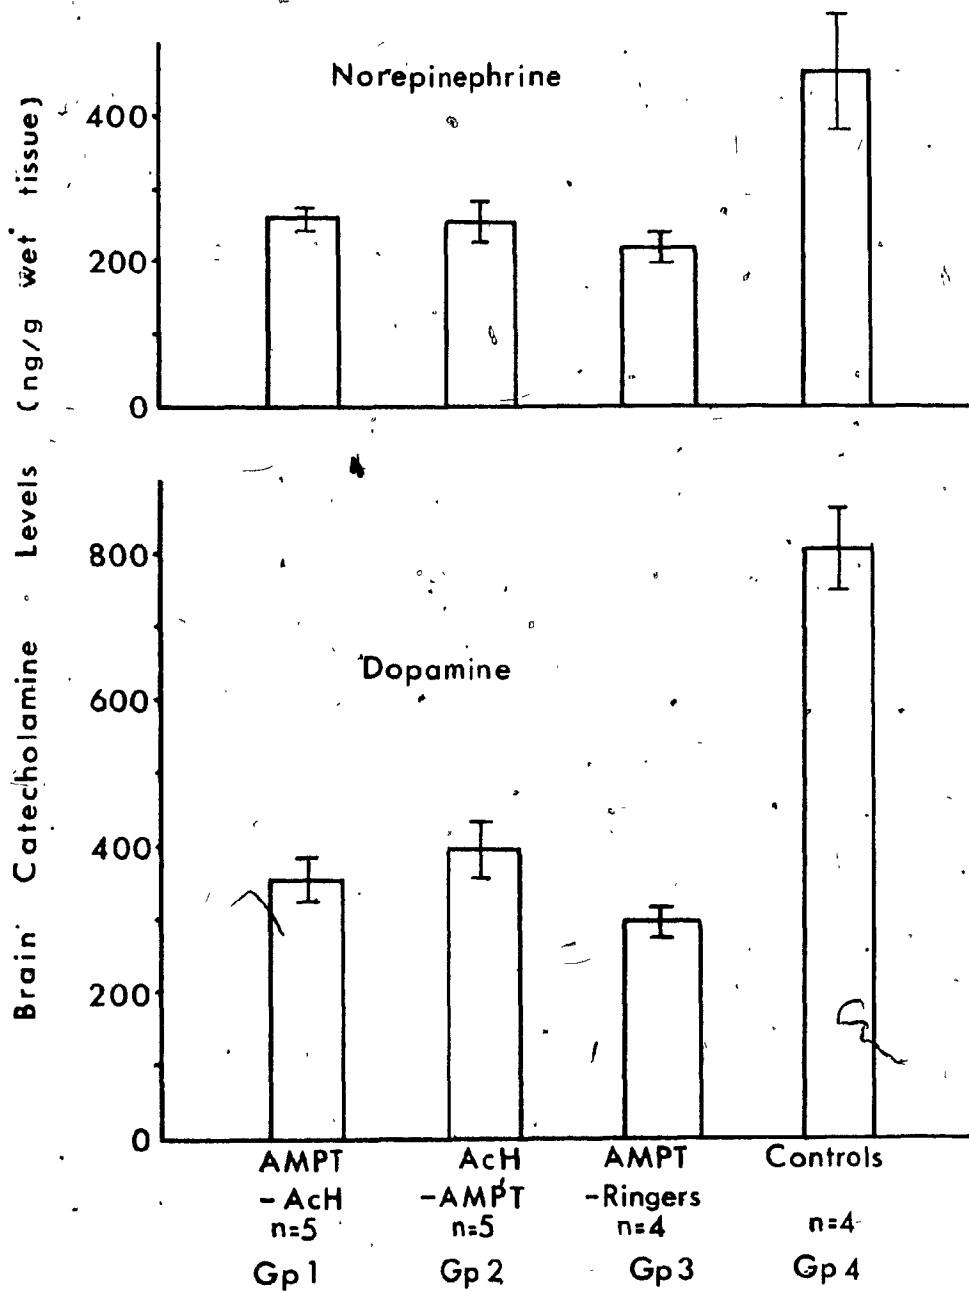 Brain Catecholamine Levels (ng/g wet tissue)
Norepinephrine
400
200
0
Dopamine
800
600
400
200
0
AMPT AcH AMPT Controls
-AcH -AMPT -Ringers
n=5 n=5 n=4 n=4
Gp 1 Gp 2 Gp 3 Gp 4